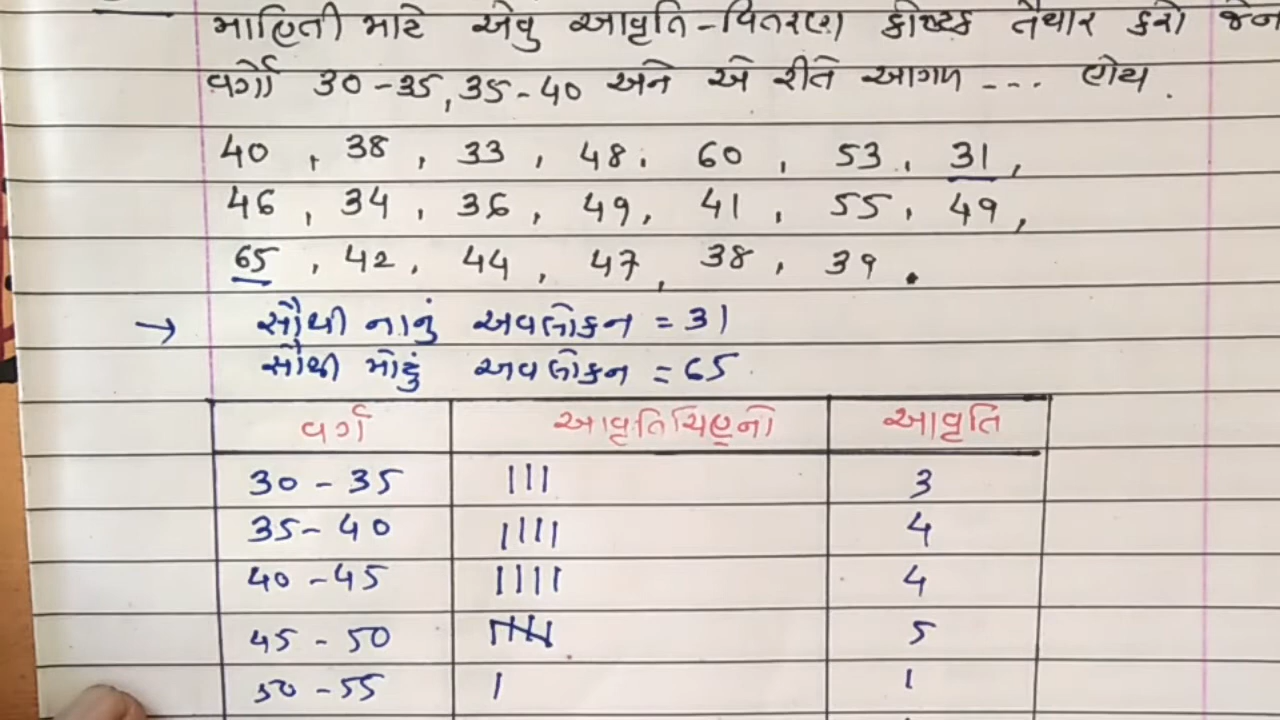 માહિતી માટે એવુ આવૃતિ-વિતરણ કોષ્ટક તૈયાર કરો
વર્ગો 30-35, 35-40 અને એ રીતે આગળ --- હોય.
40, 38, 33, 48, 60, 53, 31,
46, 34, 36, 49, 41, 55, 49,
65, 42, 44, 47, 38, 39.
→ સૌથી નાનું અવલોકન = 31
સૌથી મોટું અવલોકન = 65
વર્ગ આવૃતિચિહ્નો આવૃતિ
30 - 35 ||| 3
35 - 40 |||| 4
40 - 45 |||| 4
45 - 50 5
50 - 55 | 1